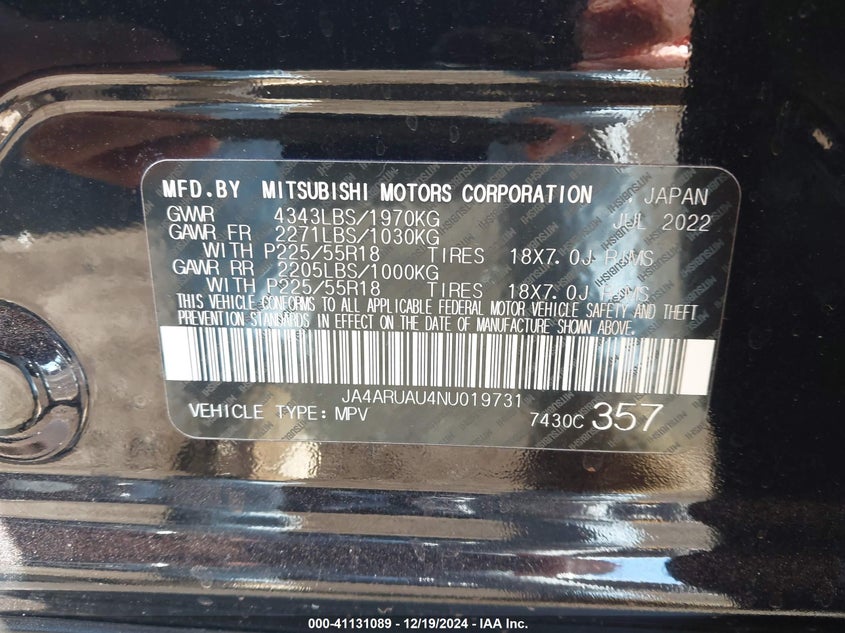 MFD.BY MITSUBISHI MOTORS CORPORATION JAPAN
GVWR 4343LBS/1970KG JUL 2022
GAWR FR 2271LBS/1030KG
WITH P225/55R18 TIRES 18X7.0J RIMS
GAWR RR 2205LBS/1000KG
WITH P225/55R18 TIRES 18X7.0J RIMS
THIS VEHICLE CONFORMS TO ALL APPLICABLE FEDERAL MOTOR VEHICLE SAFETY AND THEFT
PREVENTION STANDARDS IN EFFECT ON THE DATE OF MANUFACTURE SHOWN ABOVE.
JA4ARUAU4NU019731
VEHICLE TYPE:MPV 7430C 357
000-41131089 - 12/19/2024 - IAA Inc.